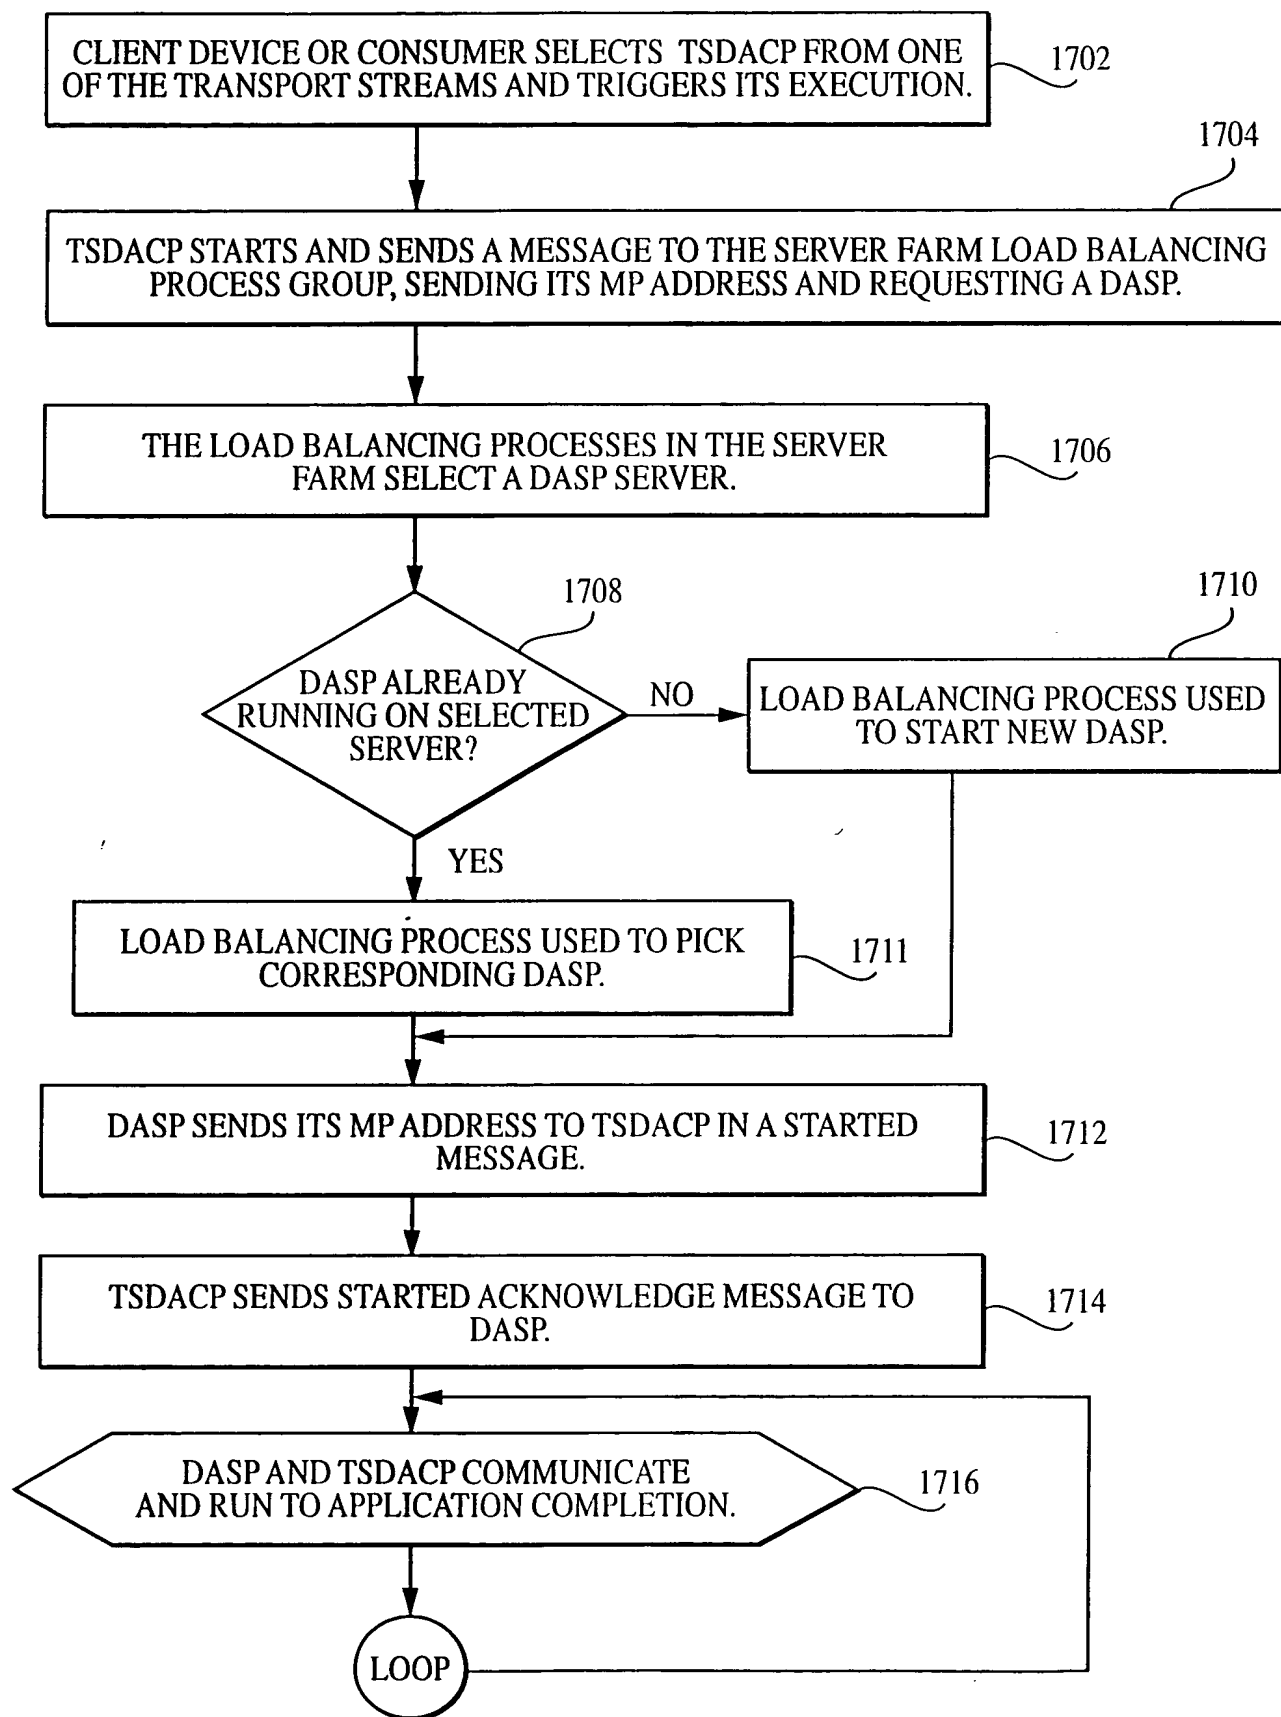 CLIENT DEVICE OR CONSUMER SELECTS TSDACP FROM ONE
OF THE TRANSPORT STREAMS AND TRIGGERS ITS EXECUTION.
1702
1704
TSDACP STARTS AND SENDS A MESSAGE TO THE SERVER FARM LOAD BALANCING
PROCESS GROUP, SENDING ITS MP ADDRESS AND REQUESTING A DASP.
THE LOAD BALANCING PROCESSES IN THE SERVER
FARM SELECT A DASP SERVER.
1706
1708
DASP ALREADY
RUNNING ON SELECTED
SERVER?
NO
1710
LOAD BALANCING PROCESS USED
TO START NEW DASP.
YES
LOAD BALANCING PROCESS USED TO PICK
CORRESPONDING DASP.
1711
DASP SENDS ITS MP ADDRESS TO TSDACP IN A STARTED
MESSAGE.
1712
TSDACP SENDS STARTED ACKNOWLEDGE MESSAGE TO
DASP.
1714
DASP AND TSDACP COMMUNICATE
AND RUN TO APPLICATION COMPLETION.
1716
LOOP